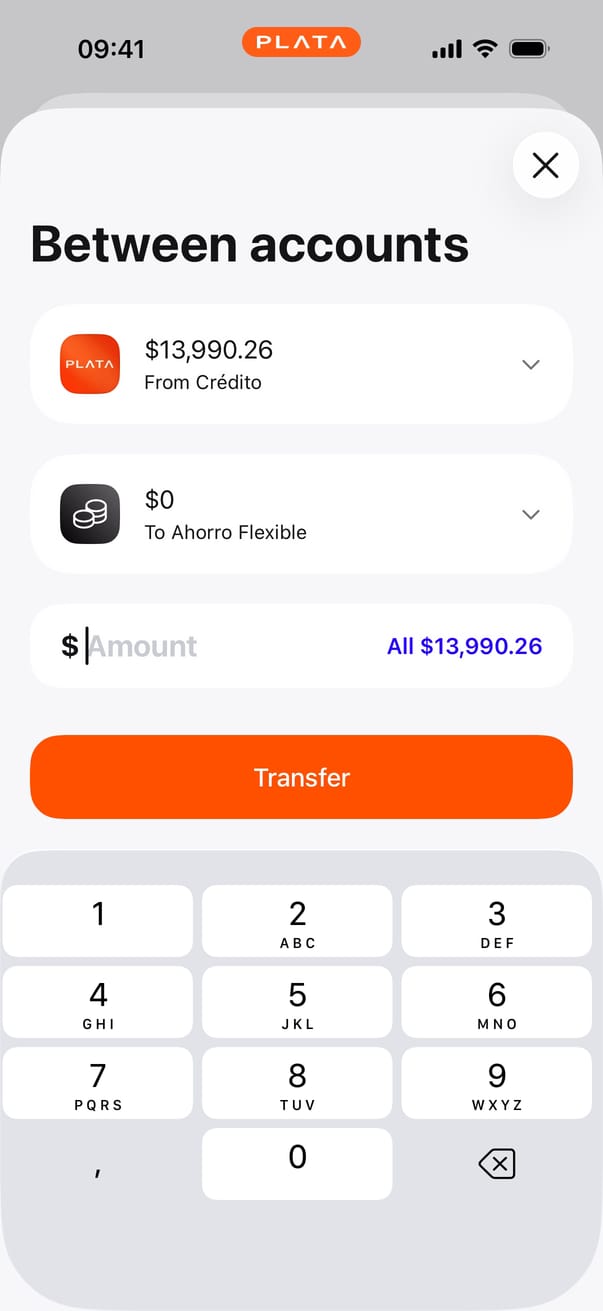 09:41
PLATA
Between accounts
PLATA
$13,990.26
From Crédito
$0
To Ahorro Flexible
$ Amount
All $13,990.26
Transfer
1
2
ABC
3
DEF
4
GHI
5
JKL
6
MNO
7
PQRS
8
TUV
9
WXYZ
,
0